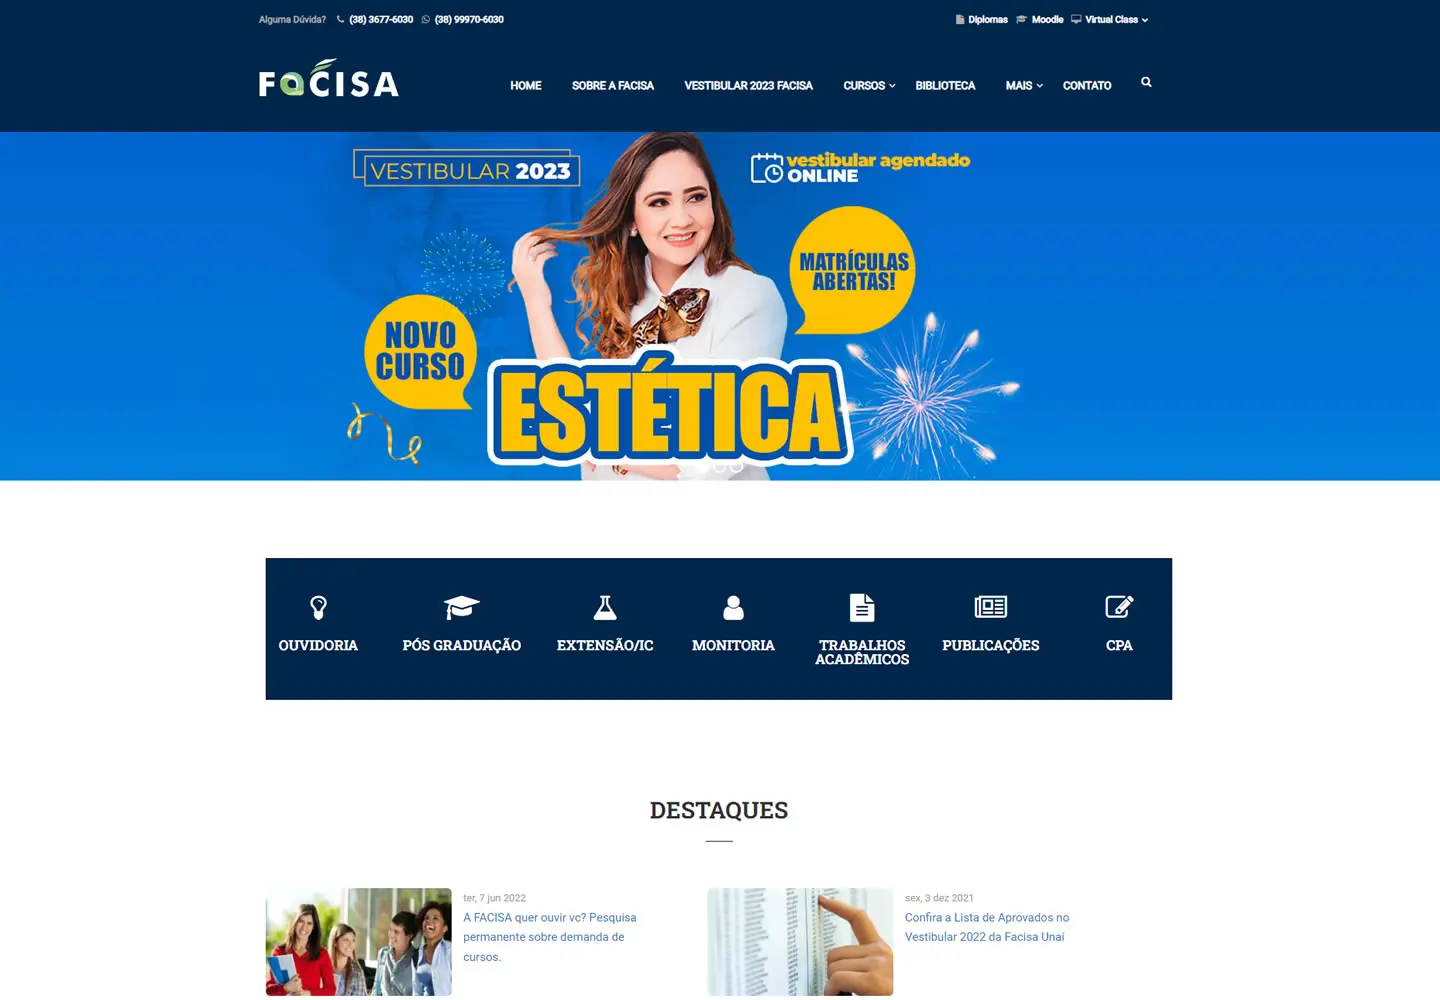 Alguma Dúvida? (38) 3677-6030 (38) 99970-6030
Diplomas Moodle Virtual Class
FACISA
HOME SOBRE A FACISA VESTIBULAR 2023 FACISA CURSOS BIBLIOTECA MAIS CONTATO
VESTIBULAR 2023
vestibular agendado
ONLINE
MATRÍCULAS
ABERTAS!
NOVO
CURSO
ESTÉTICA
OUVIDORIA
PÓS GRADUAÇÃO
EXTENSÃO/IC
MONITORIA
TRABALHOS
ACADÊMICOS
PUBLICAÇÕES
CPA
DESTAQUES
ter, 7 jun 2022
A FACISA quer ouvir vc? Pesquisa
permanente sobre demanda de
cursos.
sex, 3 dez 2021
Confira a Lista de Aprovados no
Vestibular 2022 da Facisa Unaí